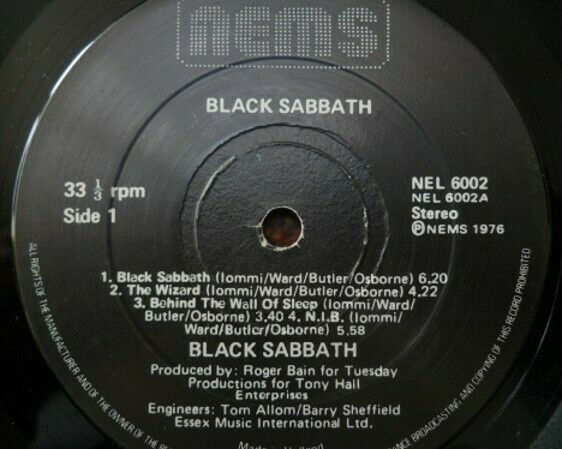 nems
BLACK SABBATH
33 1/3 rpm
Side 1
NEL 6002
NEL 6002A
Stereo
Ⓟ NEMS 1976
1. Black Sabbath (Iommi/Ward/Butler/Osborne) 6.20
2. The Wizard (Iommi/Ward/Butler/Osborne) 4.22
3. Behind The Wall Of Sleep (Iommi/Ward/
Butler/Osborne) 3.40 4. N.I.B. (Iommi/
Ward/Butler/Osborne) 5.58
BLACK SABBATH
Produced by: Roger Bain for Tuesday
Productions for Tony Hall
Enterprises
Engineers: Tom Allom/Barry Sheffield
Essex Music International Ltd.
Made in Holland
ALL RIGHTS OF THE MANUFACTURER AND OF THE OWNER OF THE
BROADCASTING AND COPYING OF THIS RECORD PROHIBITED